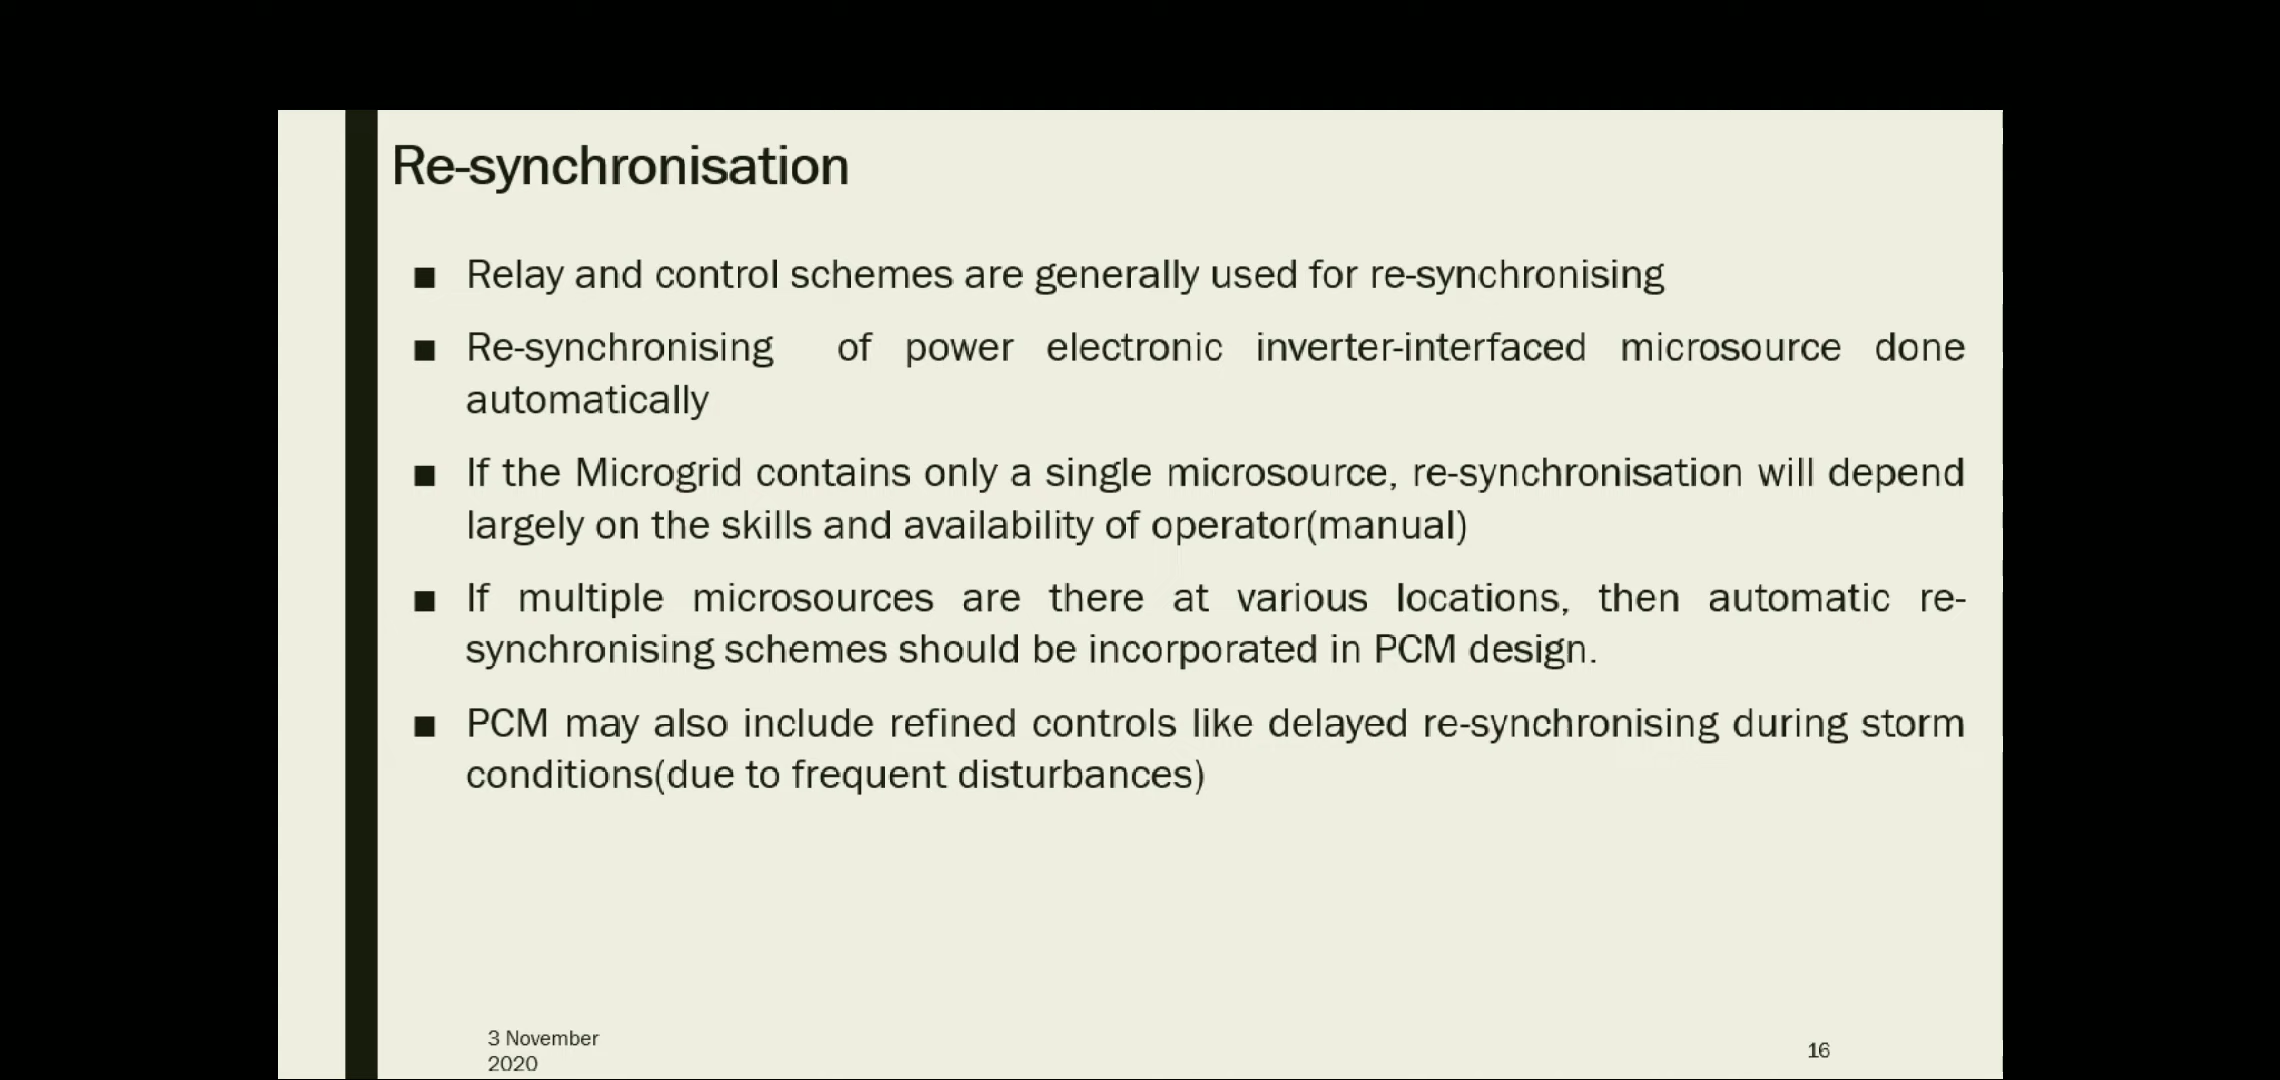 Re-synchronisation
■ Relay and control schemes are generally used for re-synchronising
■ Re-synchronising of power electronic inverter-interfaced microsource done
automatically
■ If the Microgrid contains only a single microsource, re-synchronisation will depend
largely on the skills and availability of operator(manual)
■ If multiple microsources are there at various locations, then automatic re-
synchronising schemes should be incorporated in PCM design.
■ PCM may also include refined controls like delayed re-synchronising during storm
conditions(due to frequent disturbances)
3 November
2020
16